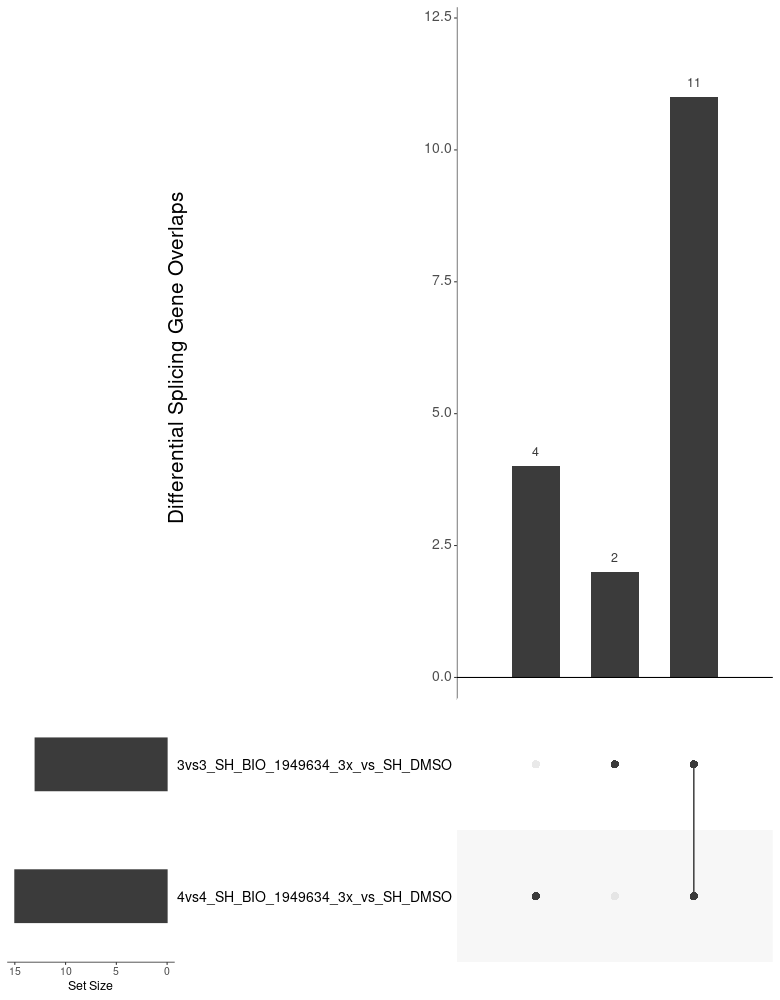 12.5
11
10.0
Differential Splicing Gene Overlaps
7.5
5.0
4
2.5
2
0.0
3vs3_SH_BIO_1949634_3x_vs_SH_DMSO
4vs4_SH_BIO_1949634_3x_vs_SH_DMSO
15 10 5 0
Set Size